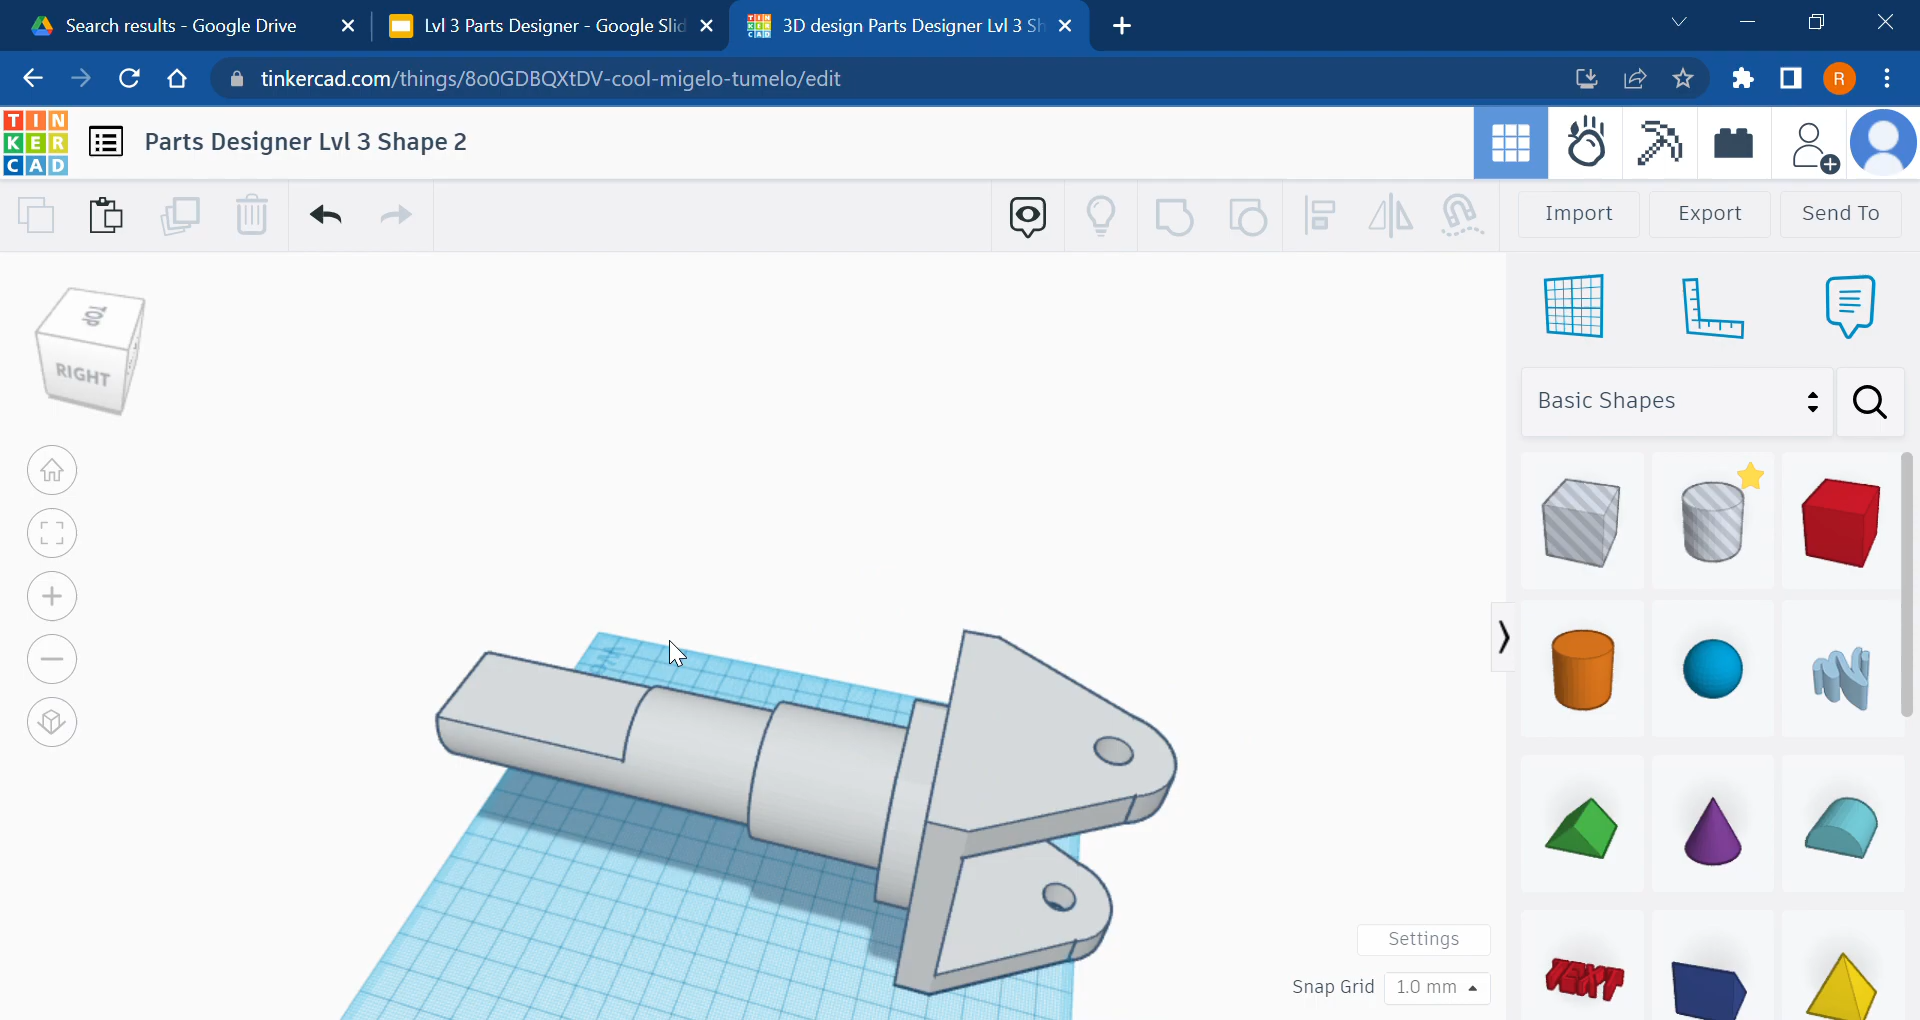 Search results - Google Drive
Lvl 3 Parts Designer - Google Slid
3D design Parts Designer Lvl 3 Sh
tinkercad.com/things/8o0GDBQXtDV-cool-migelo-tumelo/edit
R
TIN
KER
CAD
Parts Designer Lvl 3 Shape 2
Import
Export
Send To
TOP
RIGHT
Basic Shapes
TEXT
Settings
Snap Grid
1.0 mm